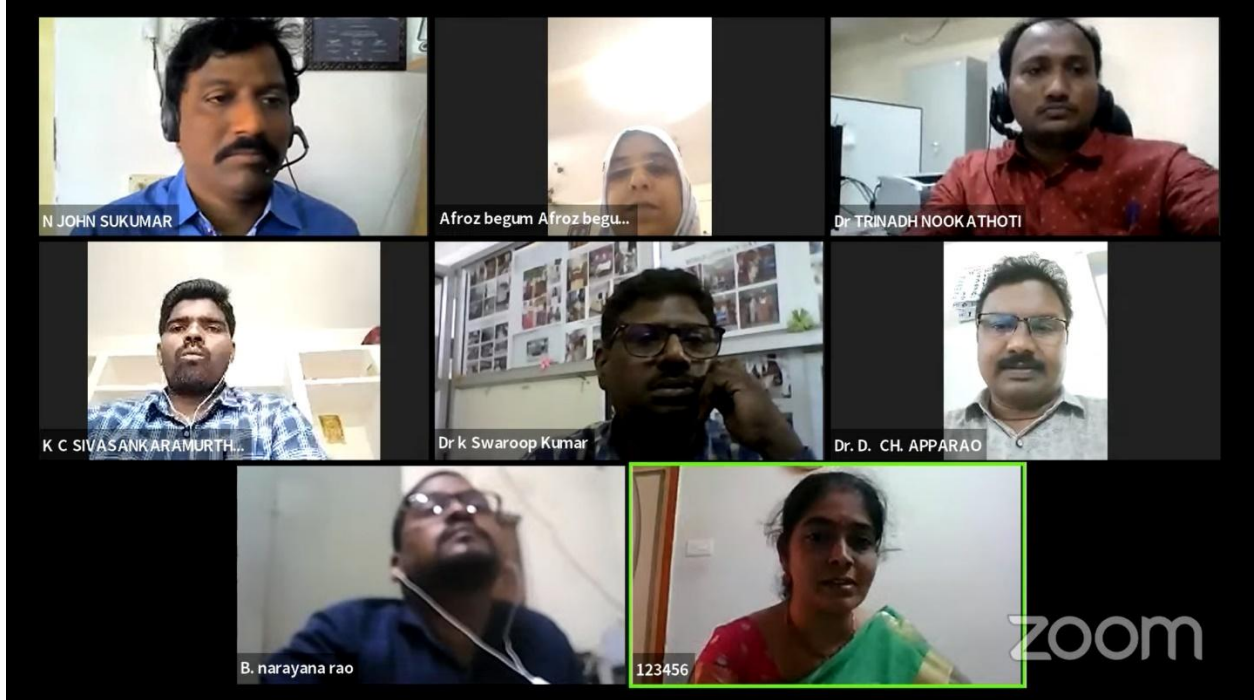 N JOHN SUKUMAR
Afroz begum Afroz begu...
Dr TRINADH NOOKATHOTI
K C SIVASANKARAMURTH...
Dr k Swaroop Kumar
Dr. D. CH. APPARAO
B. narayana rao
123456
zoom